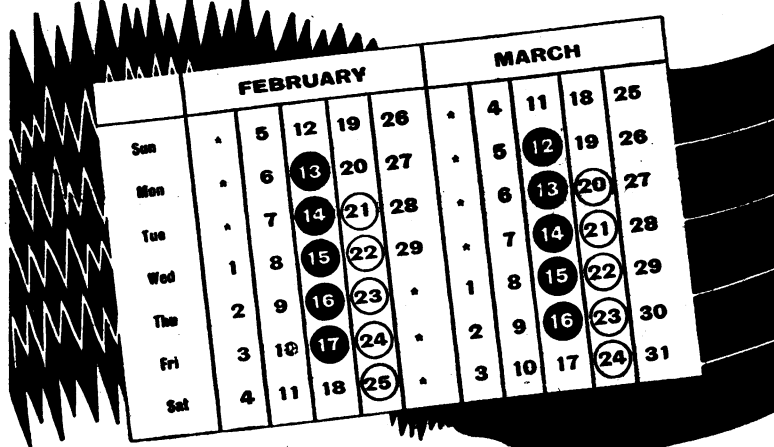 FEBRUARY MARCH
Sun * 5 12 19 26 * 4 11 18 25
Mon * 6 13 20 27 * 5 12 19 26
Tue * 7 14 21 28 * 6 13 20 27
Wed 1 8 15 22 29 * 7 14 21 28
Thu 2 9 16 23 * 1 8 15 22 29
Fri 3 10 17 24 * 2 9 16 23 30
Sat 4 11 18 25 * 3 10 17 24 31